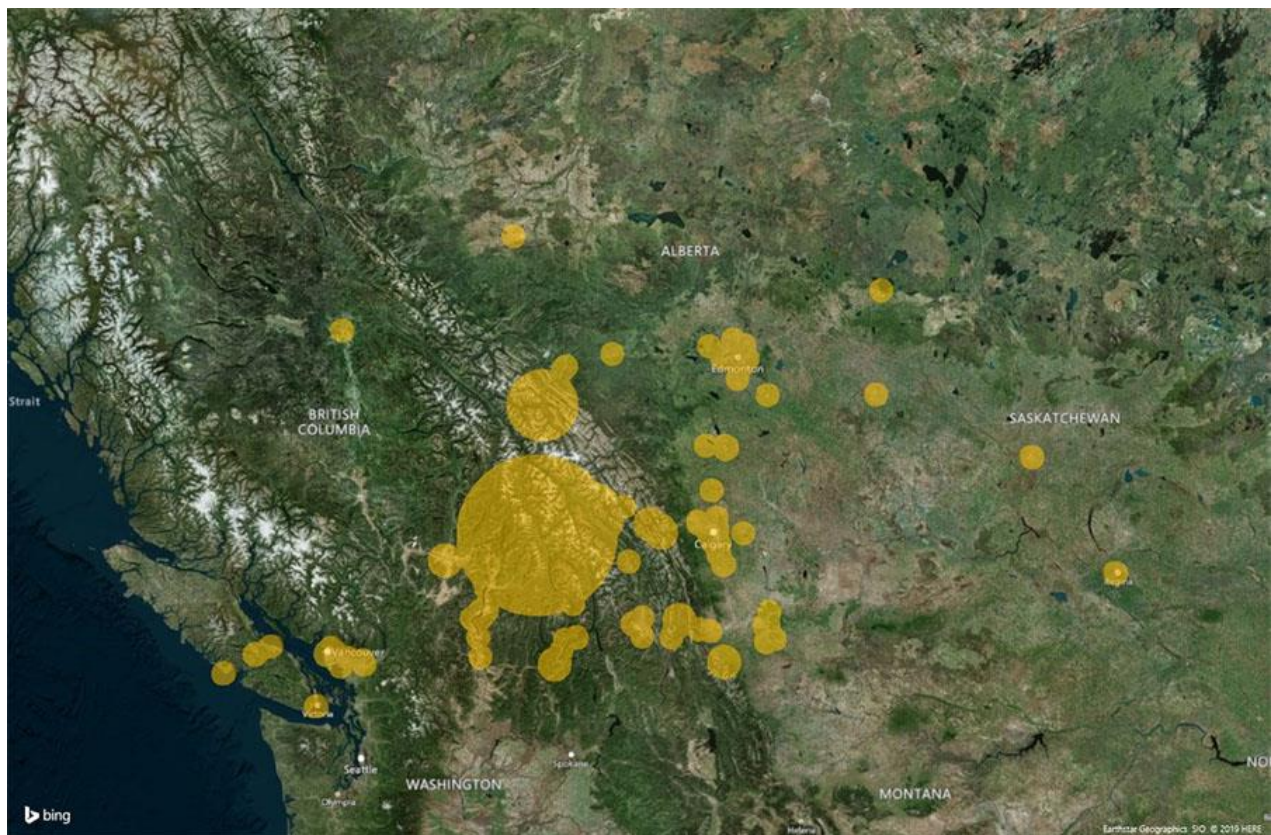 ALBERTA
Edmonton
Strait
BRITISH
COLUMBIA
SASKATCHEWAN
Vancouver
Victoria
Seattle
Spokane
WASHINGTON
Olympia
MONTANA
Helena
bing
Earthstar Geographics SIO © 2019 HERE